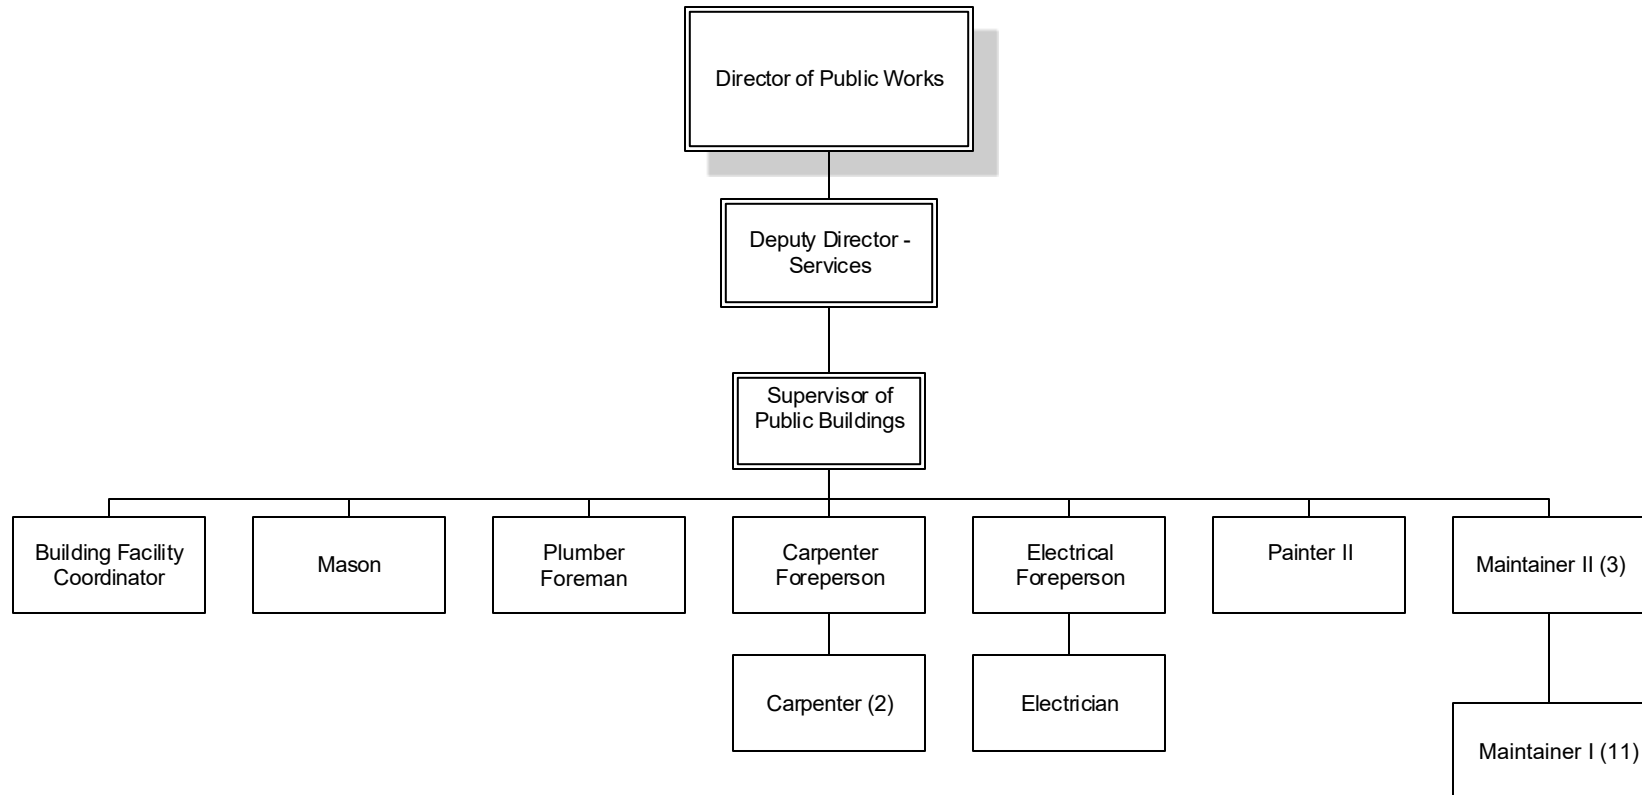 Director of Public Works
Deputy Director -
Services
Supervisor of
Public Buildings
Building Facility
Coordinator
Mason
Plumber
Foreman
Carpenter
Foreperson
Electrical
Foreperson
Painter II
Maintainer II (3)
Carpenter (2)
Electrician
Maintainer I (11)